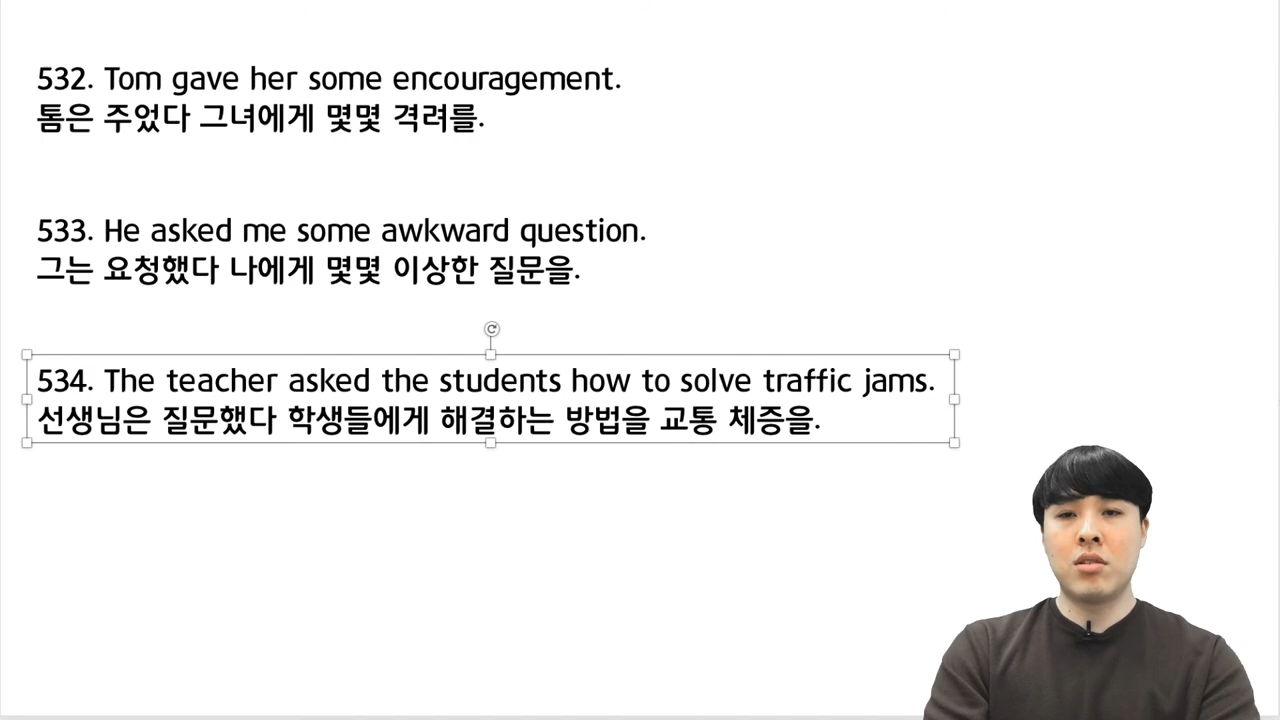 532. Tom gave her some encouragement.
톰은 주었다 그녀에게 몇몇 격려를.
533. He asked me some awkward question.
그는 요청했다 나에게 몇몇 이상한 질문을.
534. The teacher asked the students how to solve traffic jams.
선생님은 질문했다 학생들에게 해결하는 방법을 교통 체증을.